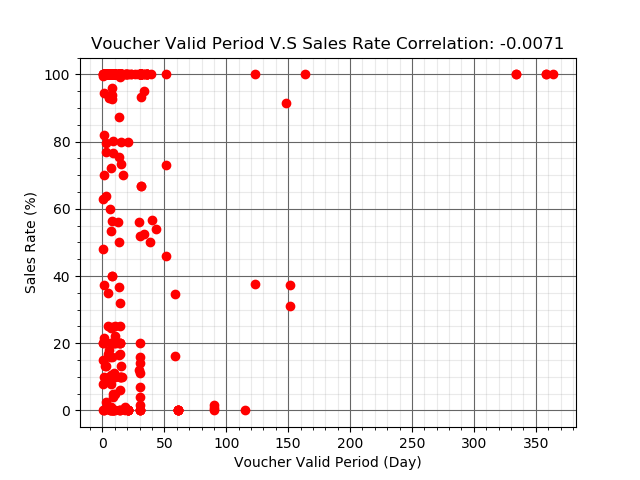 Voucher Valid Period V.S Sales Rate Correlation: -0.0071
100
80
60
40
20
0
Sales Rate (%)
0 50 100 150 200 250 300 350
Voucher Valid Period (Day)